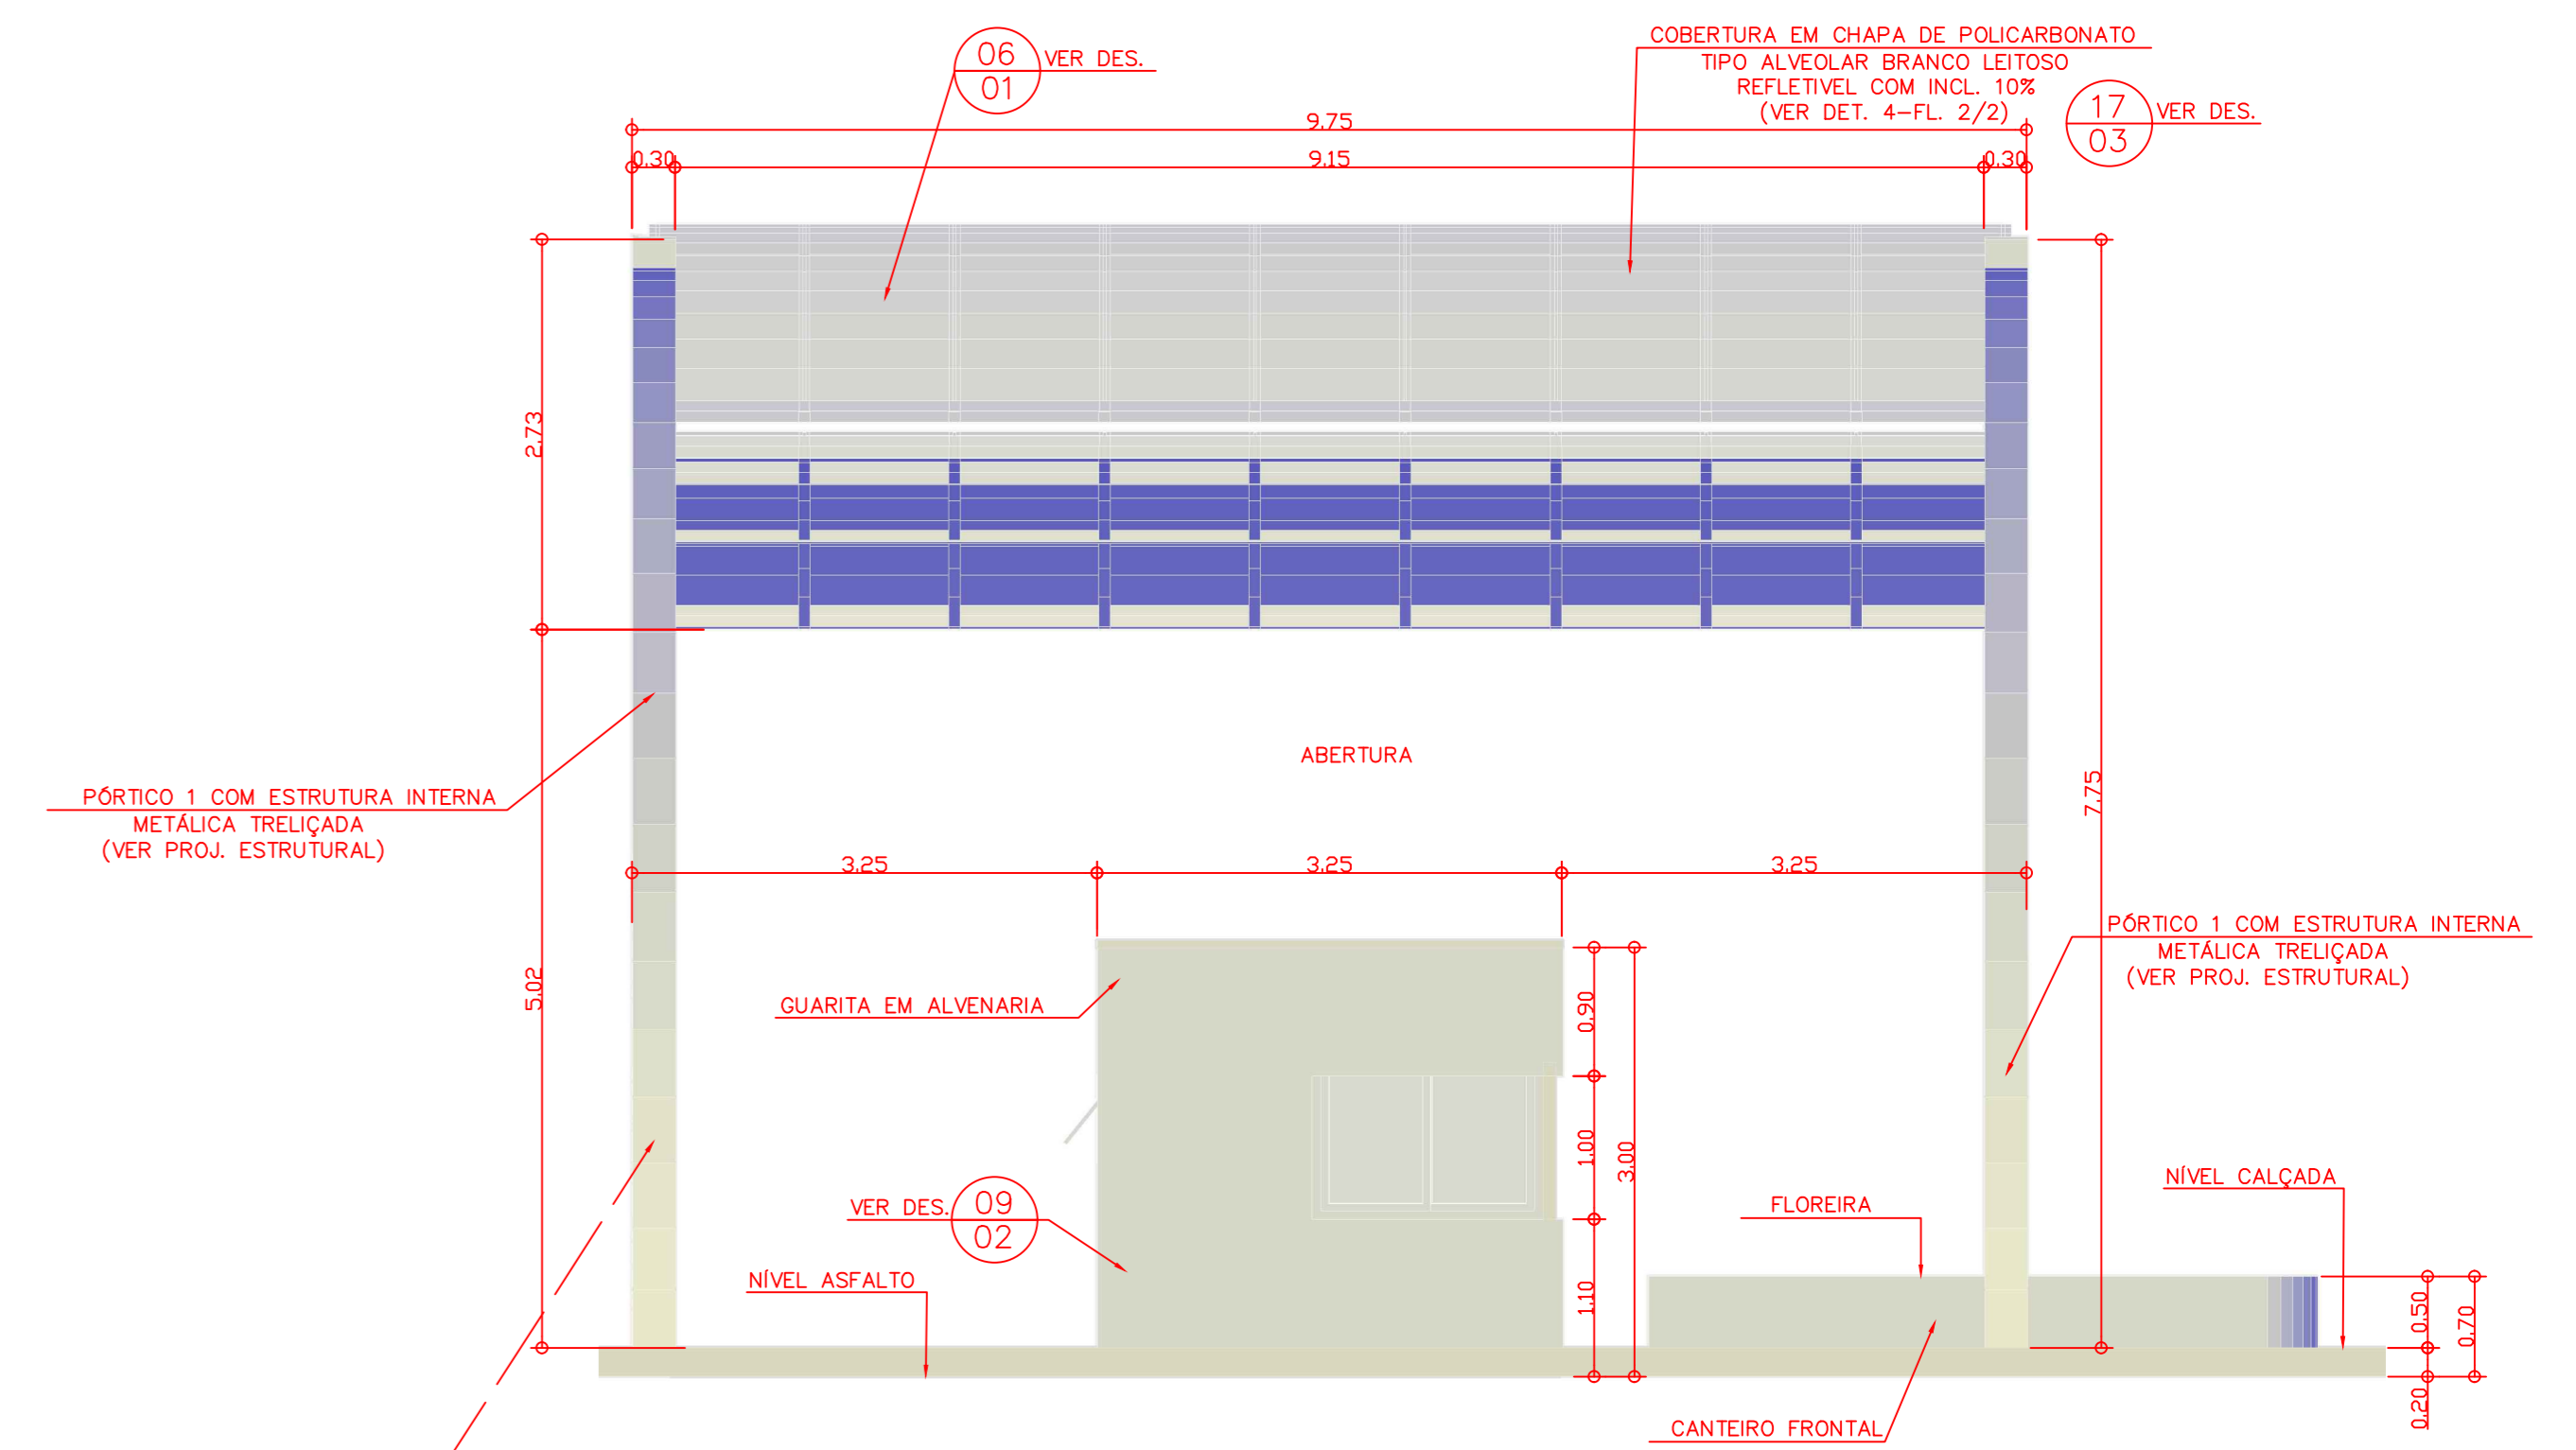 06
01
VER DES.
COBERTURA EM CHAPA DE POLICARBONATO
TIPO ALVEOLAR BRANCO LEITOSO
REFLETIVEL COM INCL. 10%
(VER DET. 4-FL. 2/2)
17
03
VER DES.
9,75
0,30
9,15
0,30
2,73
ABERTURA
7,75
PÓRTICO 1 COM ESTRUTURA INTERNA
METÁLICA TRELIÇADA
(VER PROJ. ESTRUTURAL)
3,25
3,25
3,25
PÓRTICO 1 COM ESTRUTURA INTERNA
METÁLICA TRELIÇADA
(VER PROJ. ESTRUTURAL)
5,02
GUARITA EM ALVENARIA
0,90
1,00
3,00
NÍVEL CALÇADA
VER DES.
09
02
FLOREIRA
NÍVEL ASFALTO
1,10
0,50
0,70
0,20
CANTEIRO FRONTAL